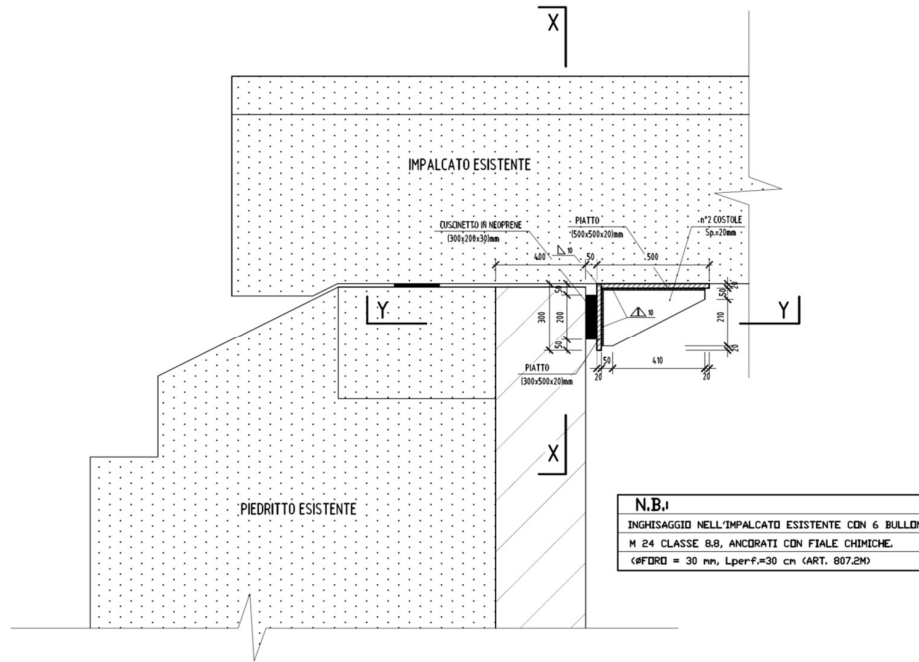 X
IMPALCATO ESISTENTE
CUSCINETTO IN NEOPRENE
(300x200x30)mm
PIATTO
(500x500x20)mm
n°2 COSTOLE
Sp.=20mm
10
400
50
500
Y
Y
50
300
200
50
10
20
50
210
20
PIATTO
(300x500x20)mm
50
410
20
20
X
PIEDRITTO ESISTENTE
N.B.:
INGHISAGGIO NELL'IMPALCATO ESISTENTE CON 6 BULLO
M 24 CLASSE 8.8, ANCORATI CON FIALE CHIMICHE.
(ØFORO = 30 mm, Lperf.=30 cm (ART. 807.2M)